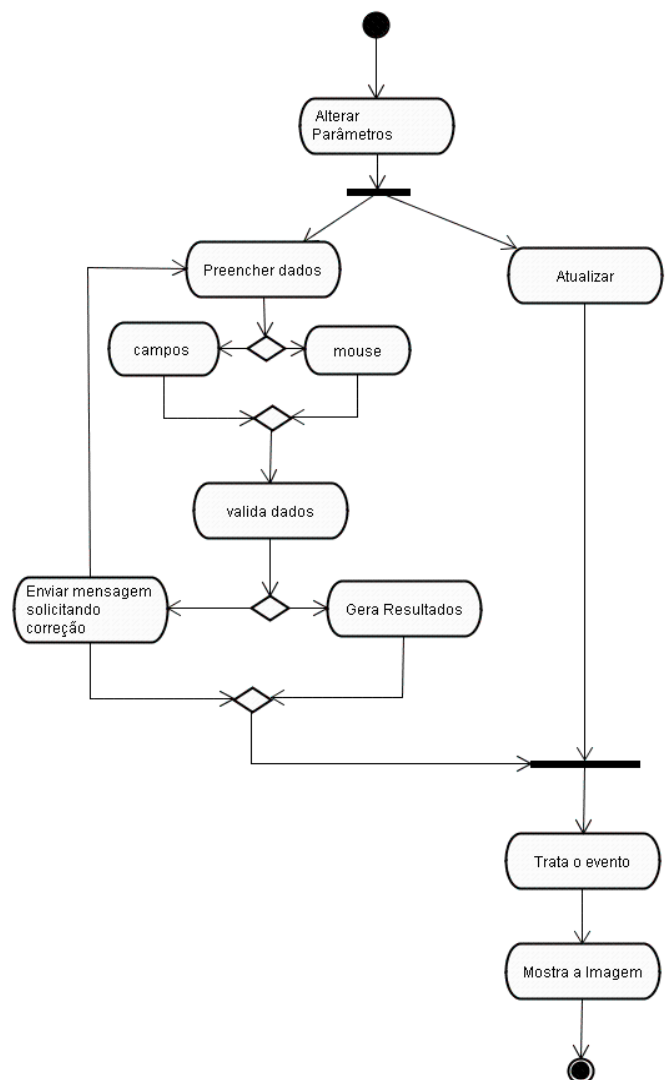 Alterar
Parâmetros
Preencher dados
Atualizar
campos
mouse
valida dados
Enviar mensagem
solicitando
correção
Gera Resultados
Trata o evento
Mostra a Imagem